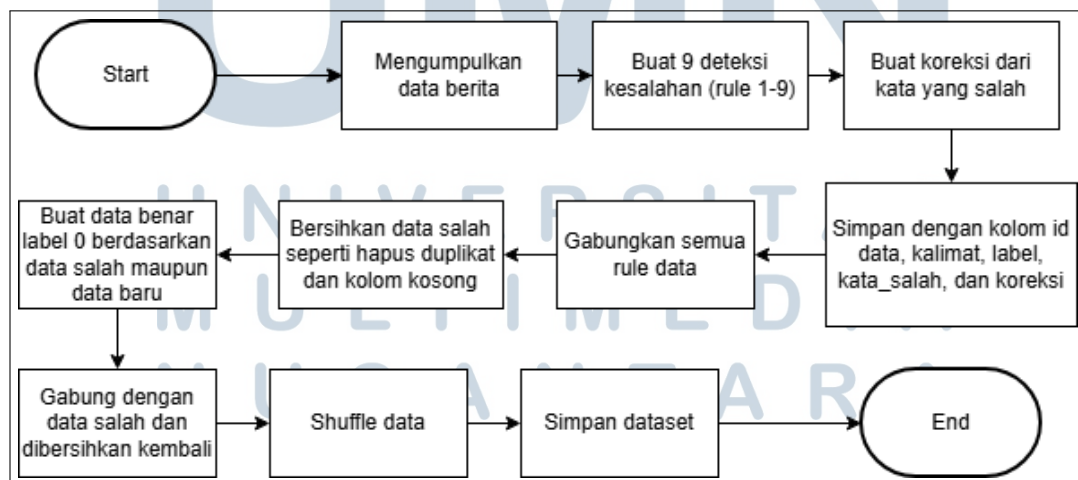 UMN
Start
Mengumpulkan
data berita
Buat 9 deteksi
kesalahan (rule 1-9)
Buat koreksi dari
kata yang salah
UNIVERSITA
Buat data benar
label 0 berdasarkan
data salah maupun
data baru
Bersihkan data salah
seperti hapus duplikat
dan kolom kosong
Gabungkan semua
rule data
Simpan dengan kolom id
data, kalimat, label,
kata_salah, dan koreksi
MULTIMEDIA
NUSANTARA
Gabung dengan
data salah dan
dibersihkan kembali
Shuffle data
Simpan dataset
End